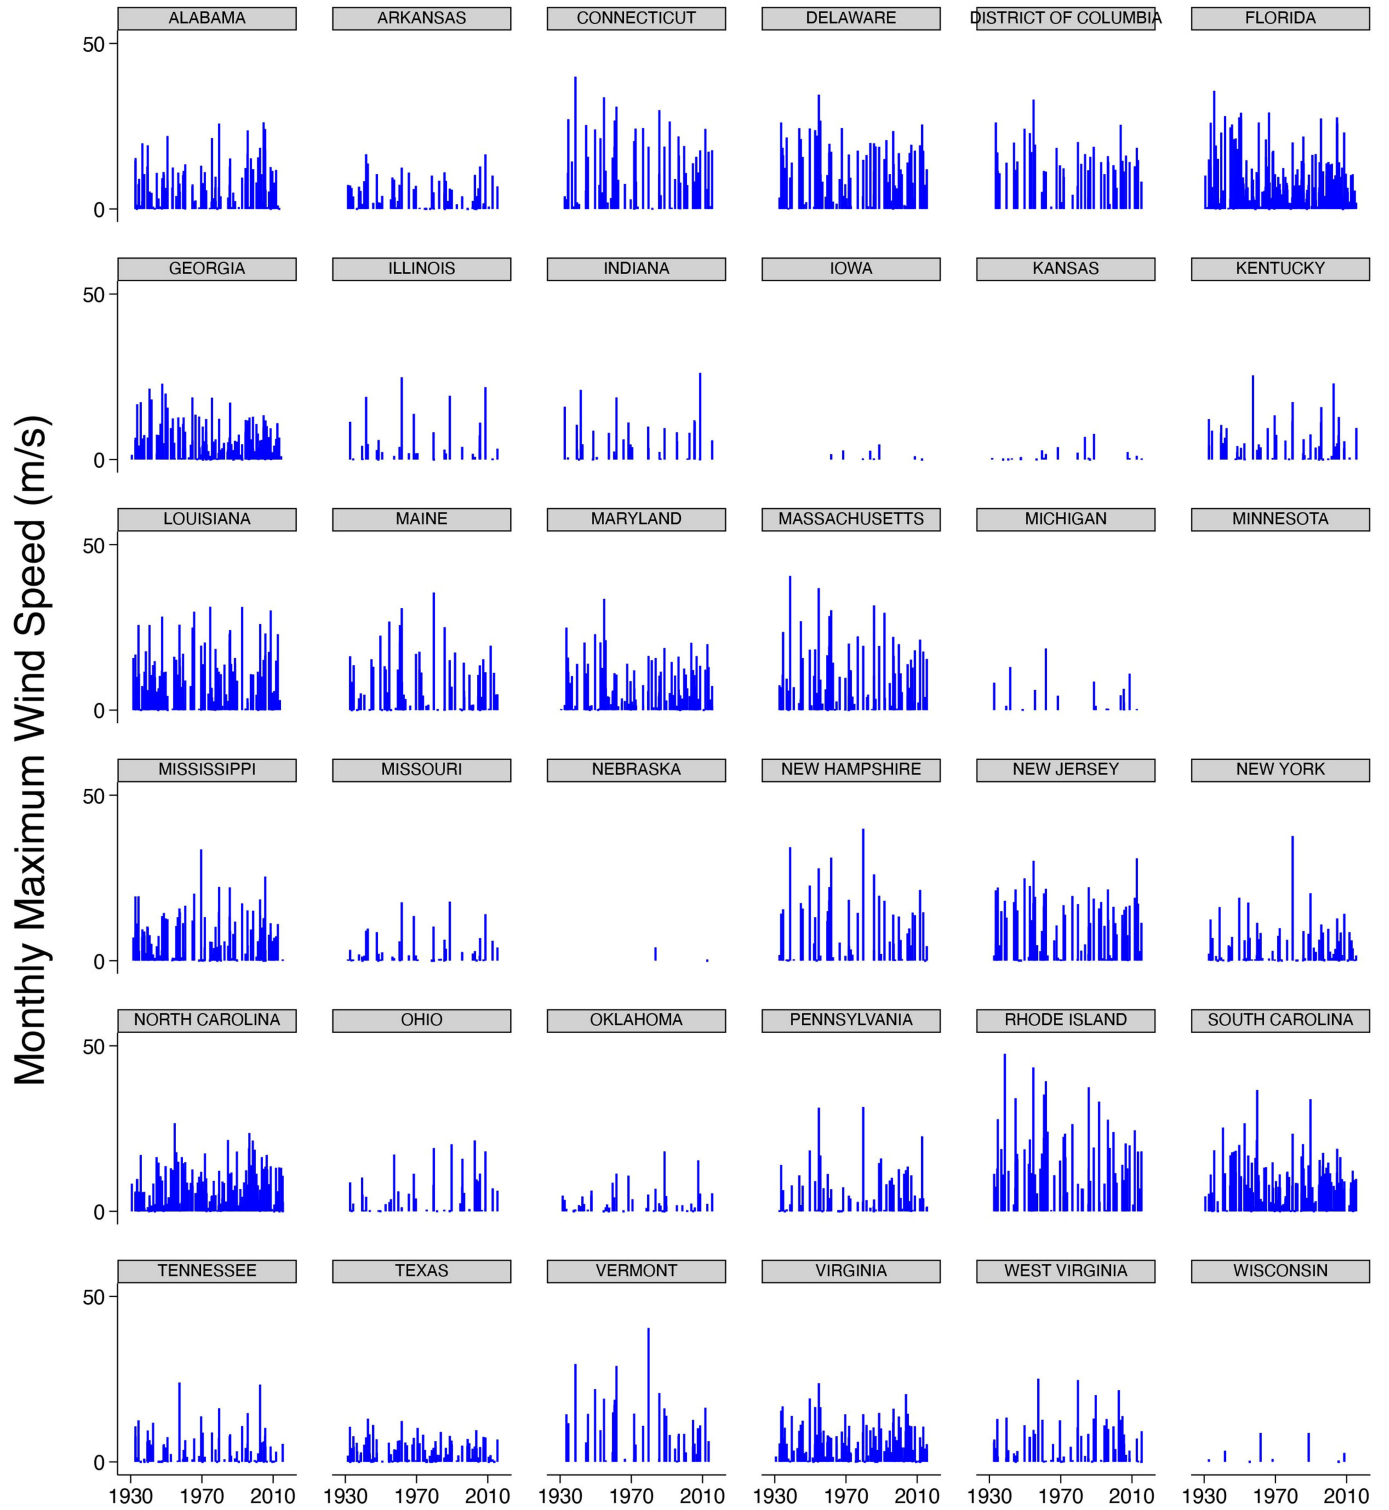 ALABAMA ARKANSAS CONNECTICUT DELAWARE DISTRICT OF COLUMBIA FLORIDA
50
0
GEORGIA ILLINOIS INDIANA IOWA KANSAS KENTUCKY
50
0
LOUISIANA MAINE MARYLAND MASSACHUSETTS MICHIGAN MINNESOTA
50
0
MISSISSIPPI MISSOURI NEBRASKA NEW HAMPSHIRE NEW JERSEY NEW YORK
50
0
NORTH CAROLINA OHIO OKLAHOMA PENNSYLVANIA RHODE ISLAND SOUTH CAROLINA
50
0
TENNESSEE TEXAS VERMONT VIRGINIA WEST VIRGINIA WISCONSIN
50
0
1930 1970 2010 1930 1970 2010 1930 1970 2010 1930 1970 2010 1930 1970 2010 1930 1970 2010
Monthly Maximum Wind Speed (m/s)